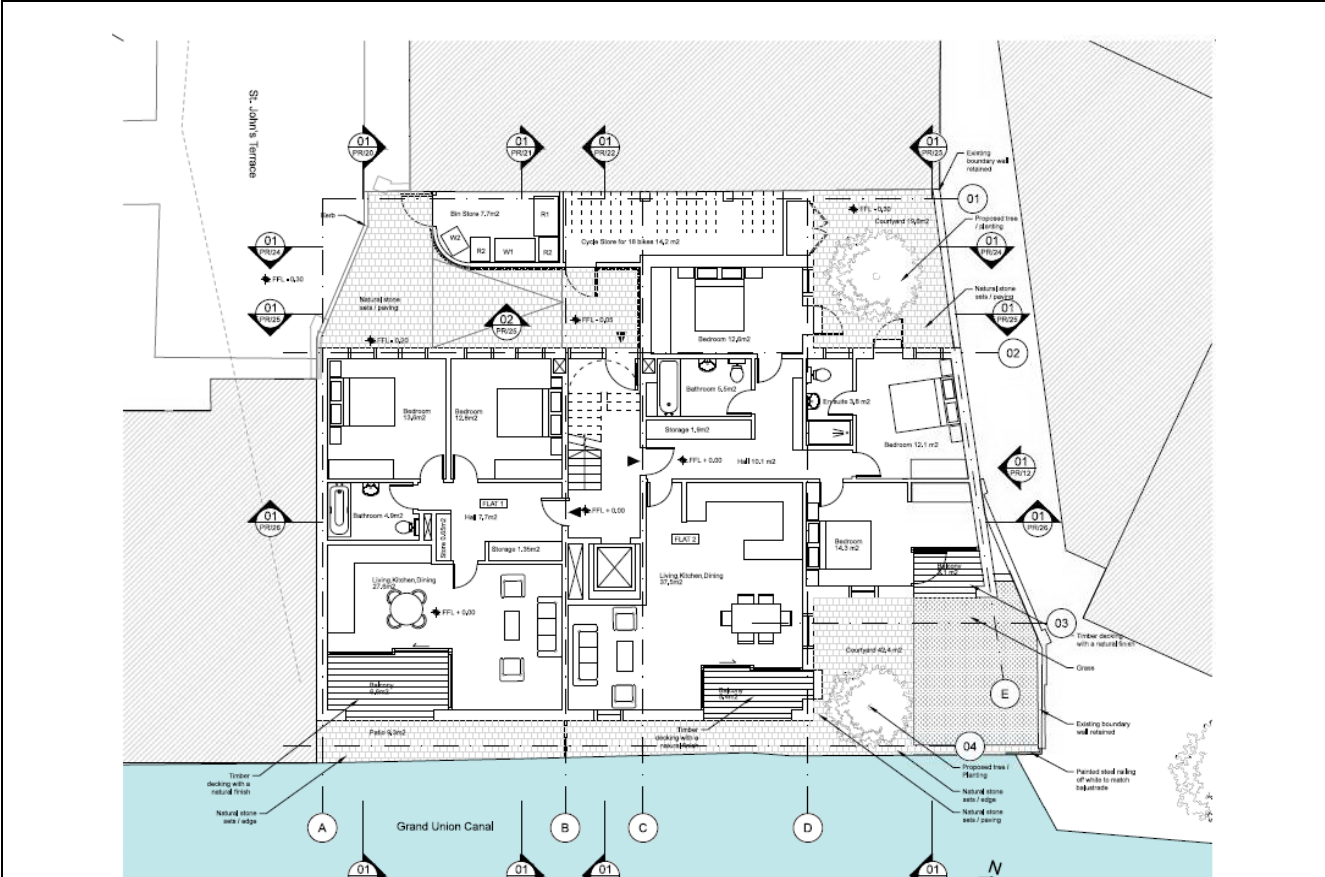 St. John's Terrace
01
PR/20
01
PR/21
01
PR/22
01
PR/23
Existing
boundary wall
retained
01
Kerb
Bin Store 7.7m2
R1
W2
R2
W1
R2
Cycle Store for 18 bikes 14,2 m2
FFL - 0,30
Courtyard
Proposed tree
/ planting
01
PR/24
FFL - 0,30
01
PR/24
01
PR/25
Natural stone
sets / paving
02
PR/25
FFL - 0,05
Natural stone
sets / paving
01
PR/25
FFL - 0,20
02
Bedroom 12,6m2
Bedroom
13,6m2
Bedroom
12,6m2
Bathroom 5,5m2
Ensuite 3,8 m2
Storage 1,9m2
Bedroom 12.1 m2
FFL + 0,00
Hall 10.1 m2
01
PR/12
01
PR/26
Bathroom 4.9m2
FLAT 1
Hall 7,7m2
FFL + 0,00
Store 0.65m2
Storage 1.35m2
FLAT 2
Bedroom
14,3 m2
01
PR/26
Living,Kitchen,Dining
27,6m2
Living,Kitchen,Dining
37,5m2
Balcony
FFL + 0,00
03
Timber decking
with a natural finish
Courtyard 42,4 m2
Grass
Balcony
Balcony
E
Patio 9,3m2
Timber
decking with a
natural finish
Existing boundary
wall retained
04
Timber
decking with a
natural finish
Proposed tree /
Planting
Painted steel railing
off white to match
balustrade
Natural stone
sets / edge
Natural stone
sets / edge
Natural stone
sets / paving
A
Grand Union Canal
B
C
D
01
01
01
01
N